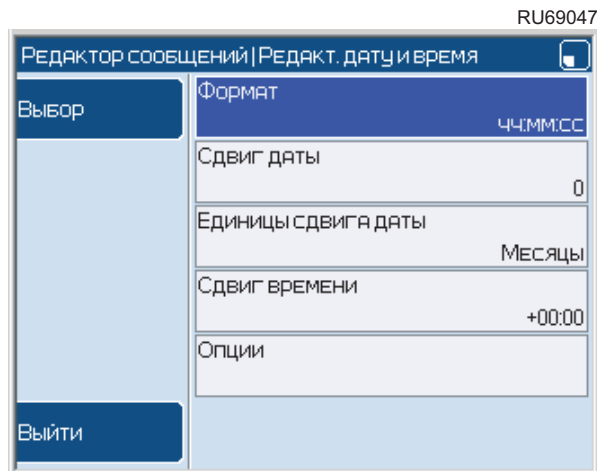 RU69047
Редактор сообщений|Редакт. дату и время
Выбор
Формат
чч:мм:сс
Сдвиг даты
0
Единицы сдвига даты
Месяцы
Сдвиг времени
+00:00
Опции
Выйти